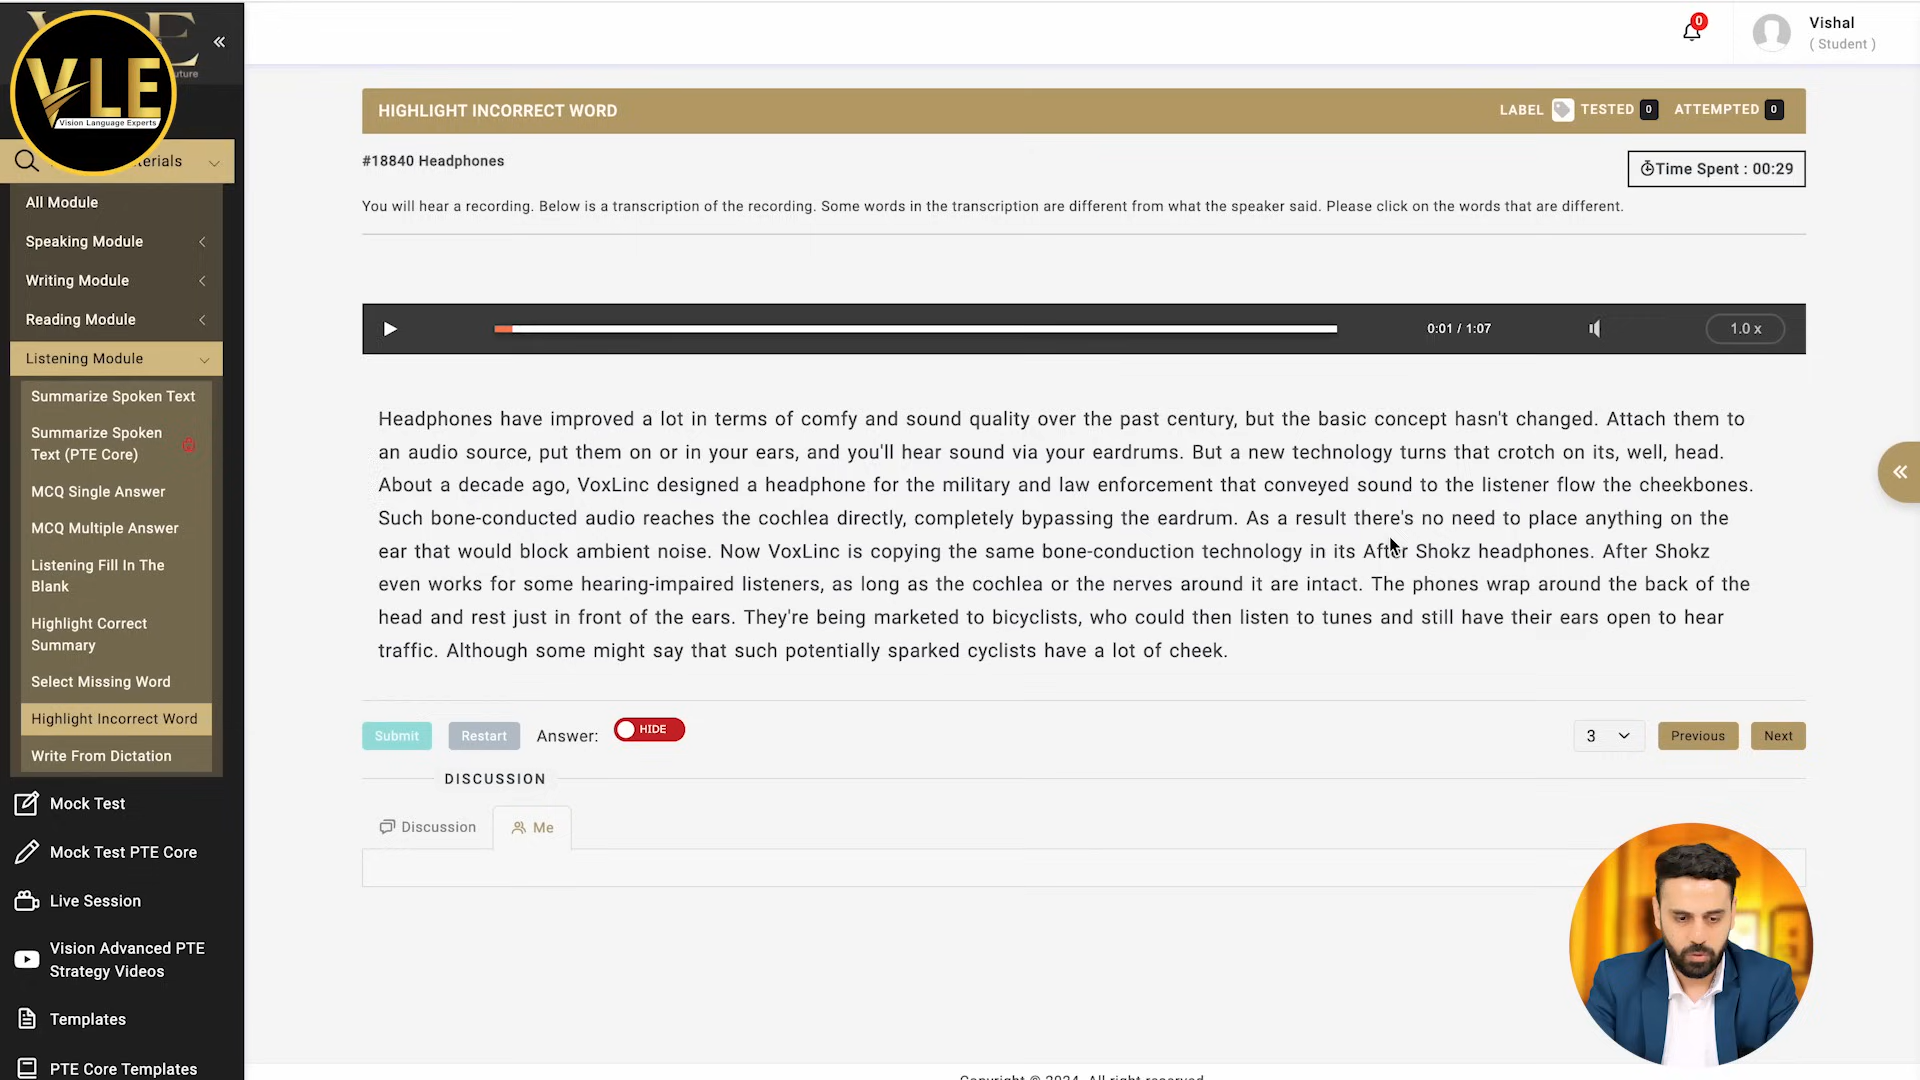 VLE
Vision Language Experts
uture
erials
All Module
Speaking Module
Writing Module
Reading Module
Listening Module
Summarize Spoken Text
Summarize Spoken
Text (PTE Core)
MCQ Single Answer
MCQ Multiple Answer
Listening Fill In The
Blank
Highlight Correct
Summary
Select Missing Word
Highlight Incorrect Word
Write From Dictation
Mock Test
Mock Test PTE Core
Live Session
Vision Advanced PTE
Strategy Videos
Templates
PTE Core Templates
0
Vishal
( Student )
HIGHLIGHT INCORRECT WORD
LABEL TESTED 0 ATTEMPTED 0
#18840 Headphones
Time Spent : 00:29
You will hear a recording. Below is a transcription of the recording. Some words in the transcription are different from what the speaker said. Please click on the words that are different.
0:01 / 1:07
1.0 x
Headphones have improved a lot in terms of comfy and sound quality over the past century, but the basic concept hasn't changed. Attach them to
an audio source, put them on or in your ears, and you'll hear sound via your eardrums. But a new technology turns that crotch on its, well, head.
About a decade ago, VoxLinc designed a headphone for the military and law enforcement that conveyed sound to the listener flow the cheekbones.
Such bone-conducted audio reaches the cochlea directly, completely bypassing the eardrum. As a result there's no need to place anything on the
ear that would block ambient noise. Now VoxLinc is copying the same bone-conduction technology in its After Shokz headphones. After Shokz
even works for some hearing-impaired listeners, as long as the cochlea or the nerves around it are intact. The phones wrap around the back of the
head and rest just in front of the ears. They're being marketed to bicyclists, who could then listen to tunes and still have their ears open to hear
traffic. Although some might say that such potentially sparked cyclists have a lot of cheek.
Submit
Restart
Answer:
HIDE
3
Previous
Next
DISCUSSION
Discussion
Me
Copyright © 2024. All right reserved